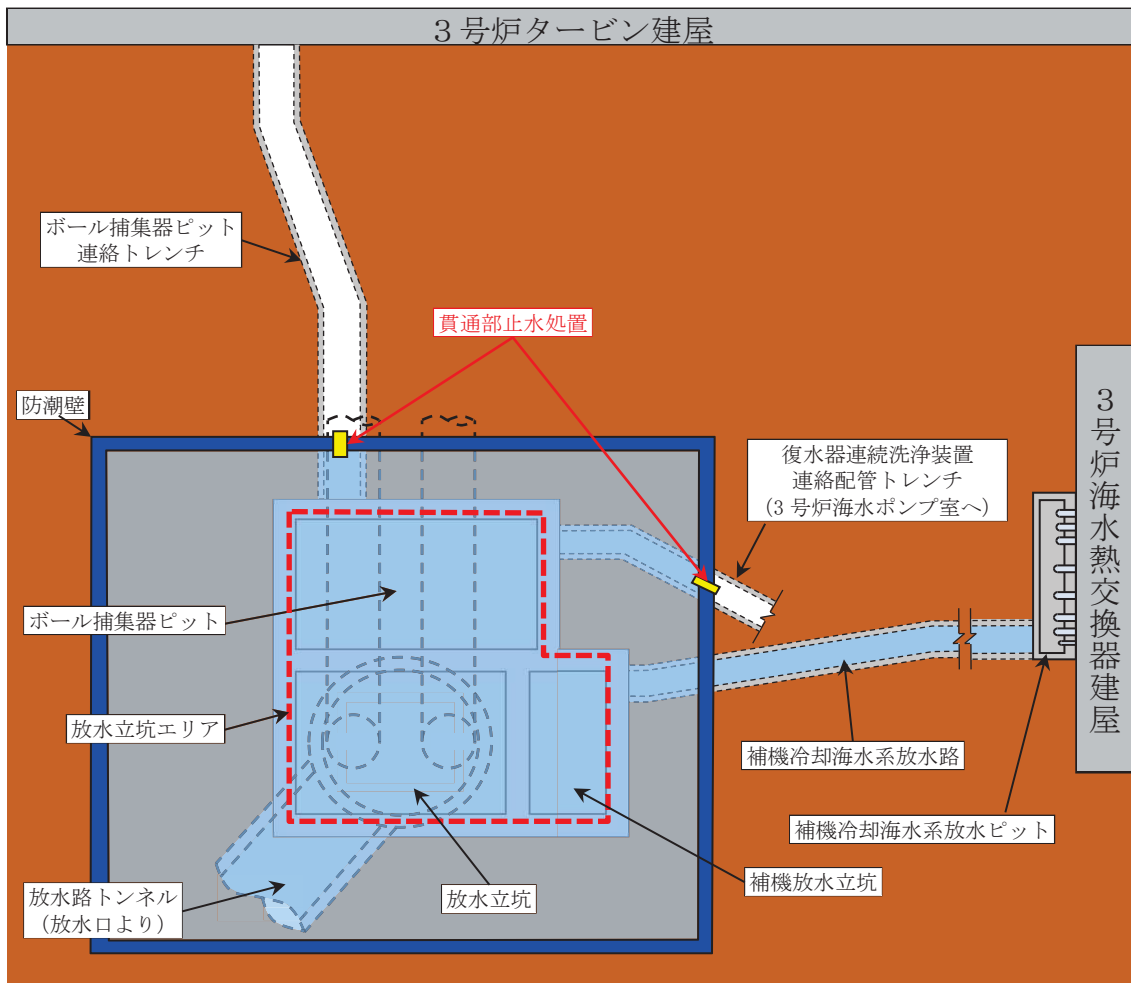 ３号炉タービン建屋
ボール捕集器ピット
連絡トレンチ
貫通部止水処置
防潮壁
復水器連続洗浄装置
連絡配管トレンチ
（3 号炉海水ポンプ室へ）
３号炉海水熱交換器建屋
ボール捕集器ピット
放水立坑エリア
補機冷却海水系放水路
補機冷却海水系放水ピット
補機放水立坑
放水立坑
放水路トンネル
（放水口より）